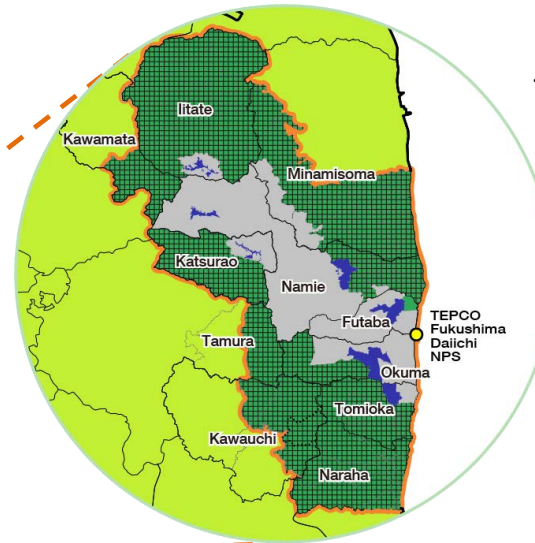 Iitate
Kawamata
Minamisoma
Katsurao
Namie
Futaba
TEPCO
Fukushima
Daiichi
NPS
Tamura
Okuma
Tomioka
Kawauchi
Naraha